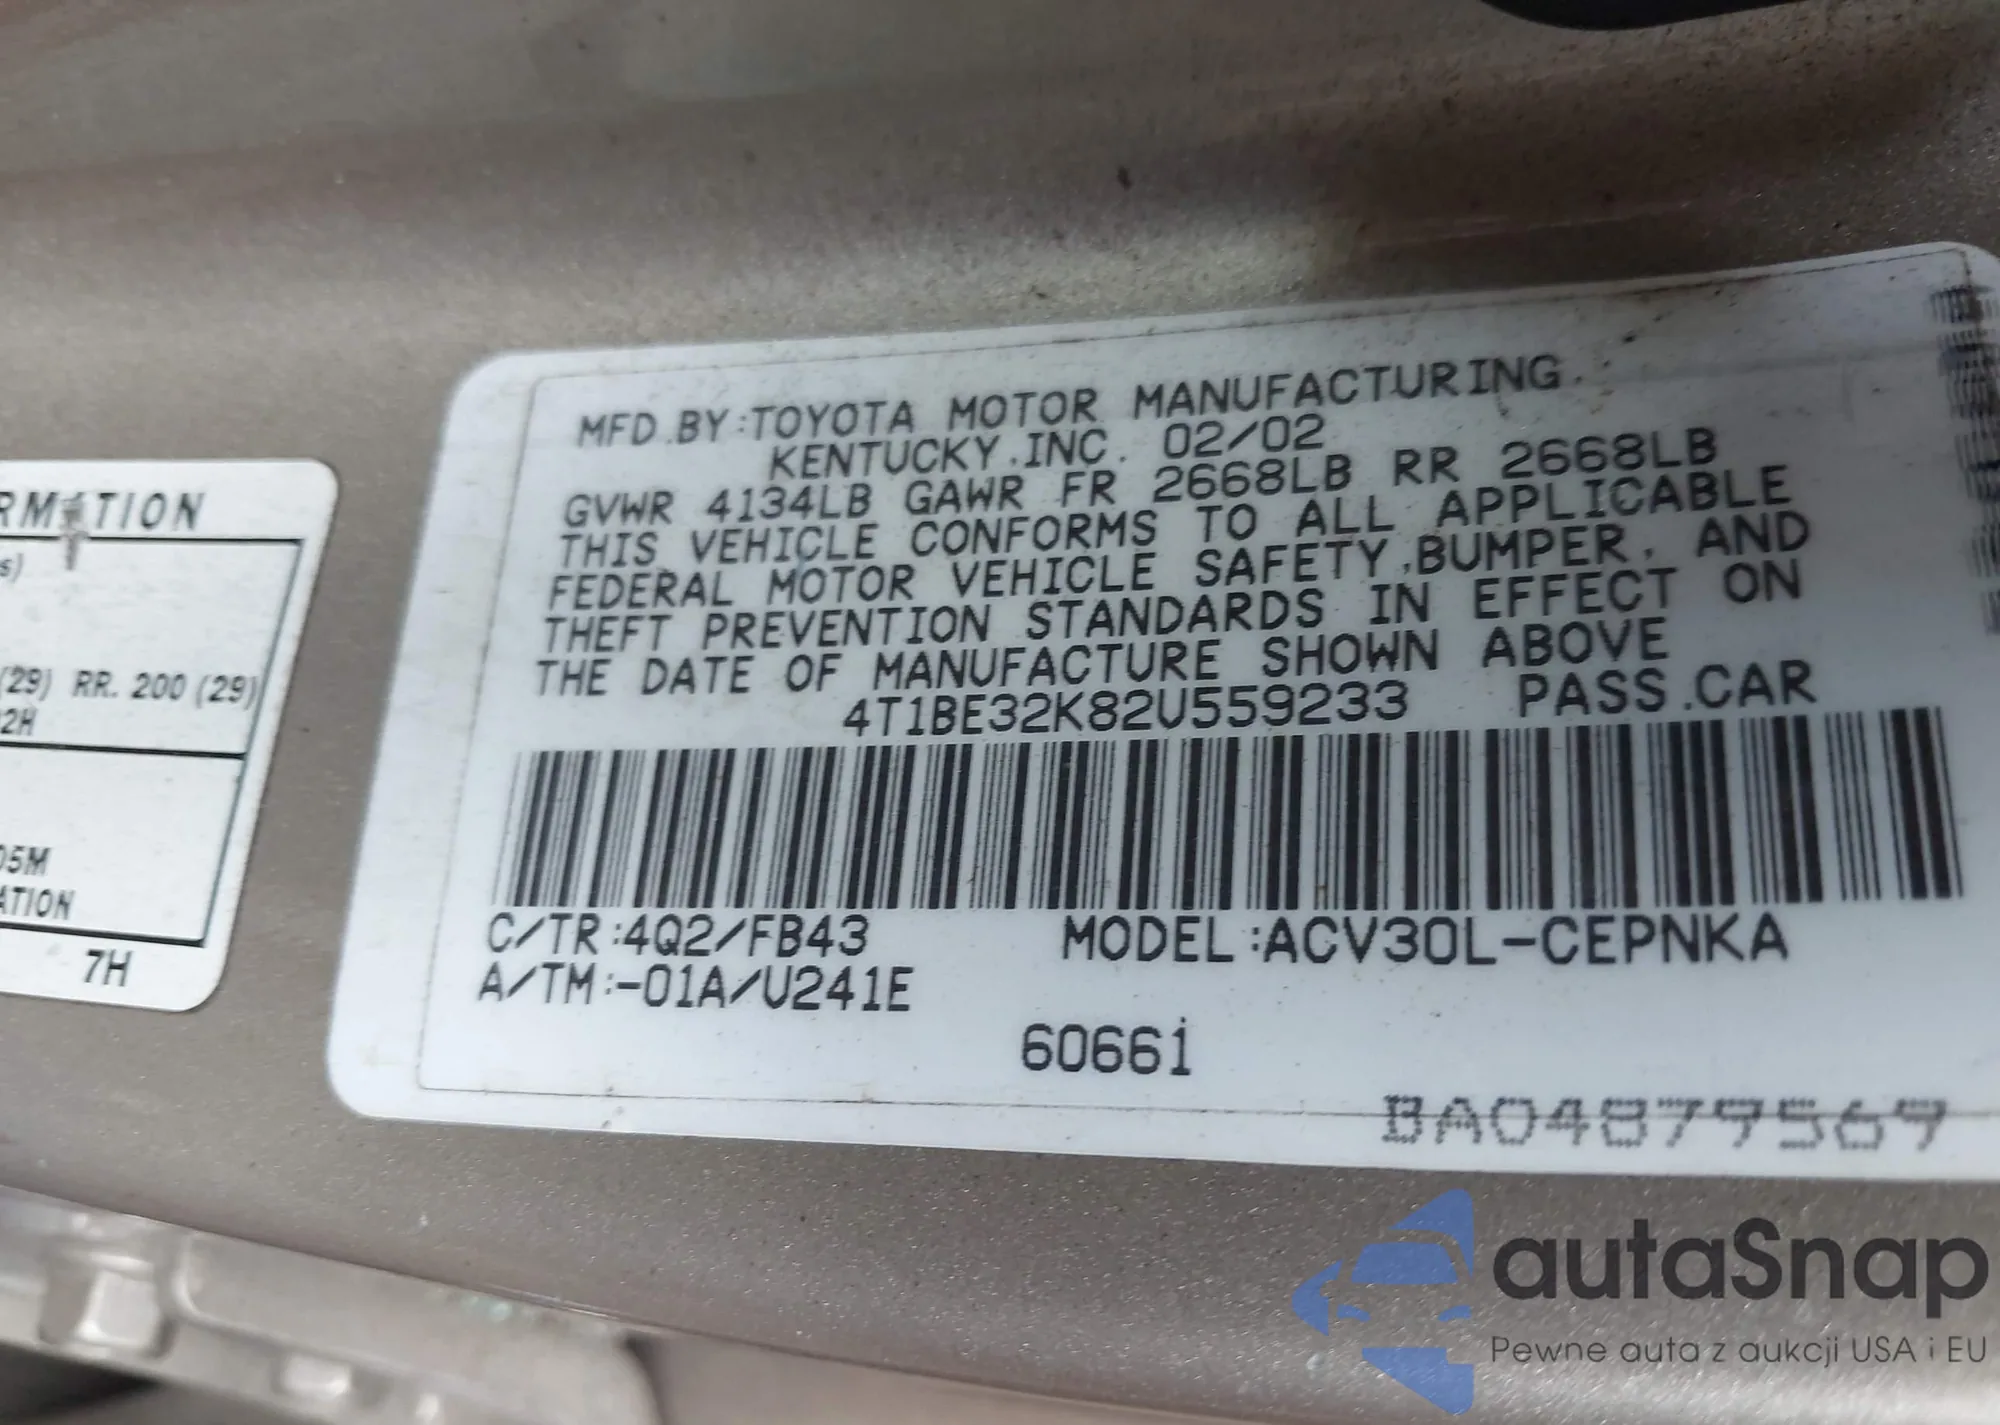 RMATION
s)
(29) RR. 200 (29)
2H
05M
ATION
7H
MFD.BY:TOYOTA MOTOR MANUFACTURING.
KENTUCKY,INC. 02/02
GVWR 4134LB GAWR FR 2668LB RR 2668LB
THIS VEHICLE CONFORMS TO ALL APPLICABLE
FEDERAL MOTOR VEHICLE SAFETY,BUMPER, AND
THEFT PREVENTION STANDARDS IN EFFECT ON
THE DATE OF MANUFACTURE SHOWN ABOVE
4T1BE32K82U559233 PASS.CAR
C/TR:4Q2/FB43 MODEL:ACV30L-CEPNKA
A/TM:-01A/U241E
60661
BA04879569
autaSnap
Pewne auta z aukcji USA i EU